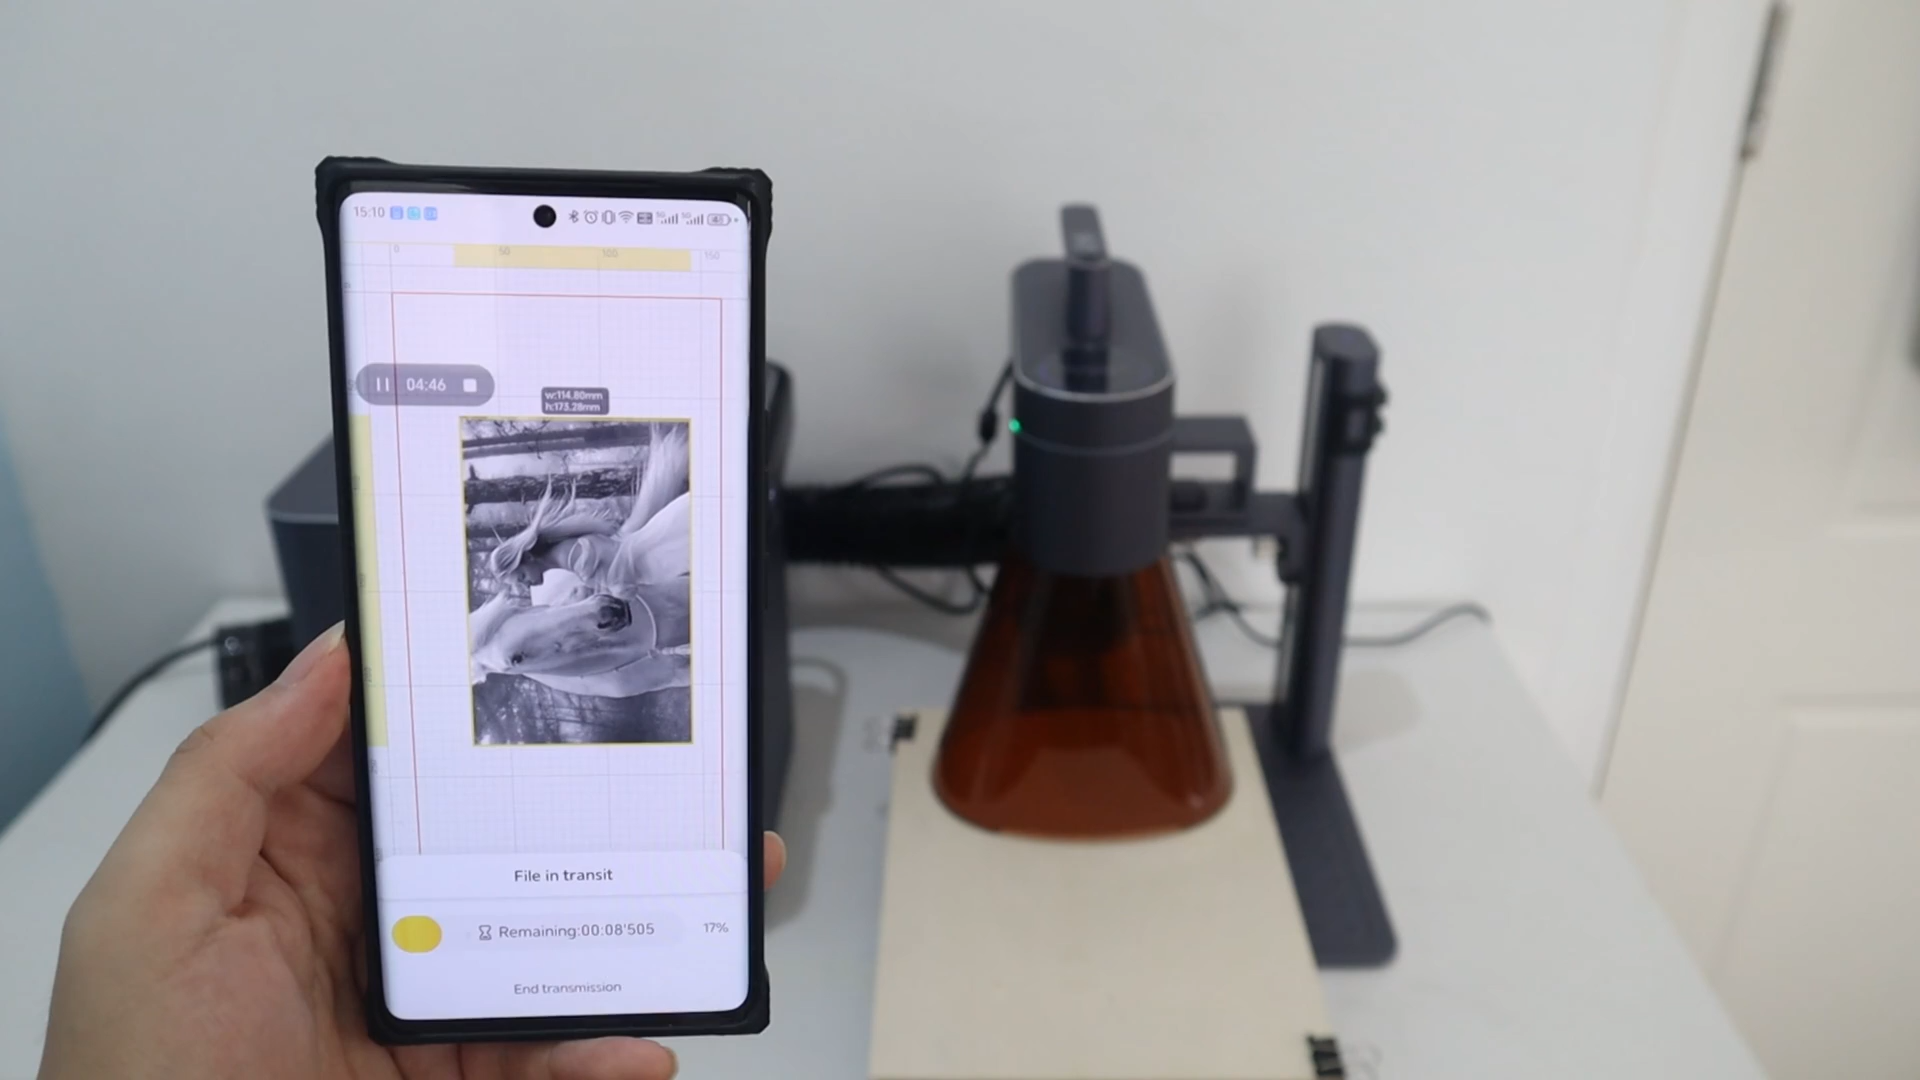 15:10
0 50 100 150
04:46
w:114.80mm
h:173.28mm
File in transit
Remaining:00:08'505 17%
End transmission